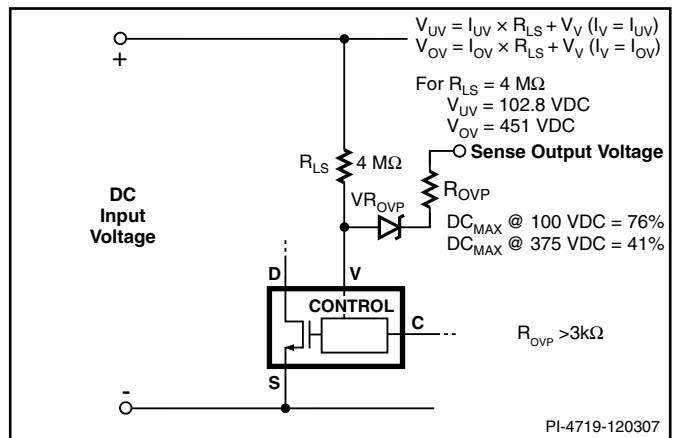 V_UV = I_UV × R_LS + V_V (I_V = I_UV)
V_OV = I_OV × R_LS + V_V (I_V = I_OV)
For R_LS = 4 MΩ
V_UV = 102.8 VDC
V_OV = 451 VDC
Sense Output Voltage
+
R_LS
4 MΩ
R_OVP
VR_OVP
DC
Input
Voltage
DC_MAX @ 100 VDC = 76%
DC_MAX @ 375 VDC = 41%
D
V
CONTROL
C
R_OVP >3kΩ
S
-
PI-4719-120307